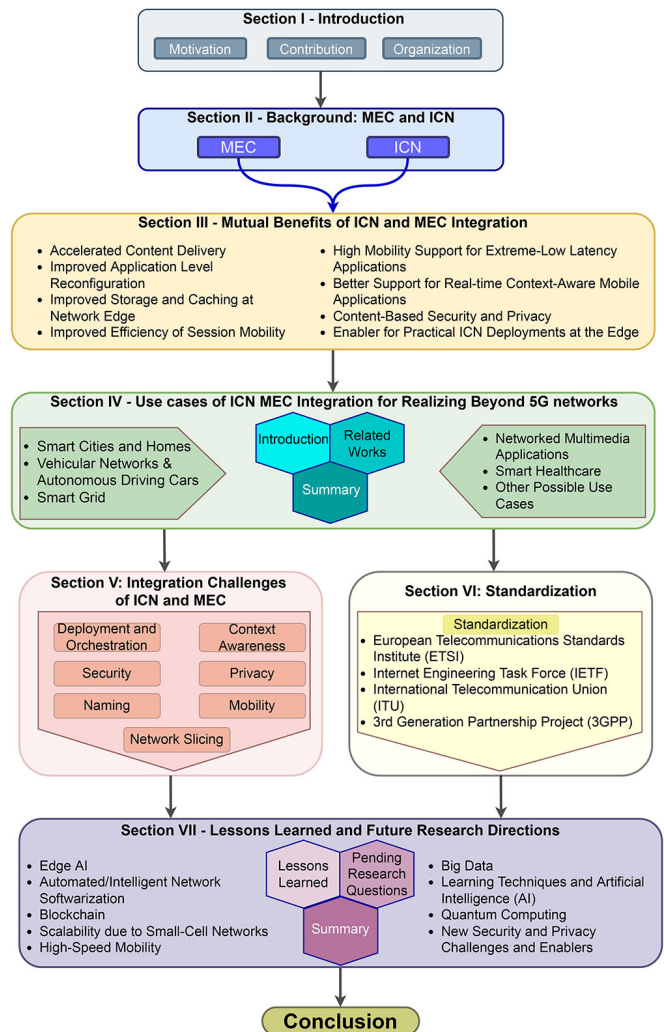 Section I - Introduction
Motivation
Contribution
Organization
Section II - Background: MEC and ICN
MEC
ICN
Section III - Mutual Benefits of ICN and MEC Integration
• Accelerated Content Delivery
• Improved Application Level
Reconfiguration
• Improved Storage and Caching at
Network Edge
• Improved Efficiency of Session Mobility
• High Mobility Support for Extreme-Low Latency
Applications
• Better Support for Real-time Context-Aware Mobile
Applications
• Content-Based Security and Privacy
• Enabler for Practical ICN Deployments at the Edge
Section IV - Use cases of ICN MEC Integration for Realizing Beyond 5G networks
• Smart Cities and Homes
• Vehicular Networks &
Autonomous Driving Cars
• Smart Grid
Introduction
Related
Works
Summary
• Networked Multimedia
Applications
• Smart Healthcare
• Other Possible Use
Cases
Section V: Integration Challenges
of ICN and MEC
Deployment and
Orchestration
Context
Awareness
Security
Privacy
Naming
Mobility
Network Slicing
Section VI: Standardization
Standardization
• European Telecommunications Standards
Institute (ETSI)
• Internet Engineering Task Force (IETF)
• International Telecommunication Union
(ITU)
• 3rd Generation Partnership Project (3GPP)
Section VII - Lessons Learned and Future Research Directions
• Edge AI
• Automated/Intelligent Network
Softwarization
• Blockchain
• Scalability due to Small-Cell Networks
• High-Speed Mobility
Lessons
Learned
Pending
Research
Questions
Summary
• Big Data
• Learning Techniques and Artificial
Intelligence (AI)
• Quantum Computing
• New Security and Privacy
Challenges and Enablers
Conclusion